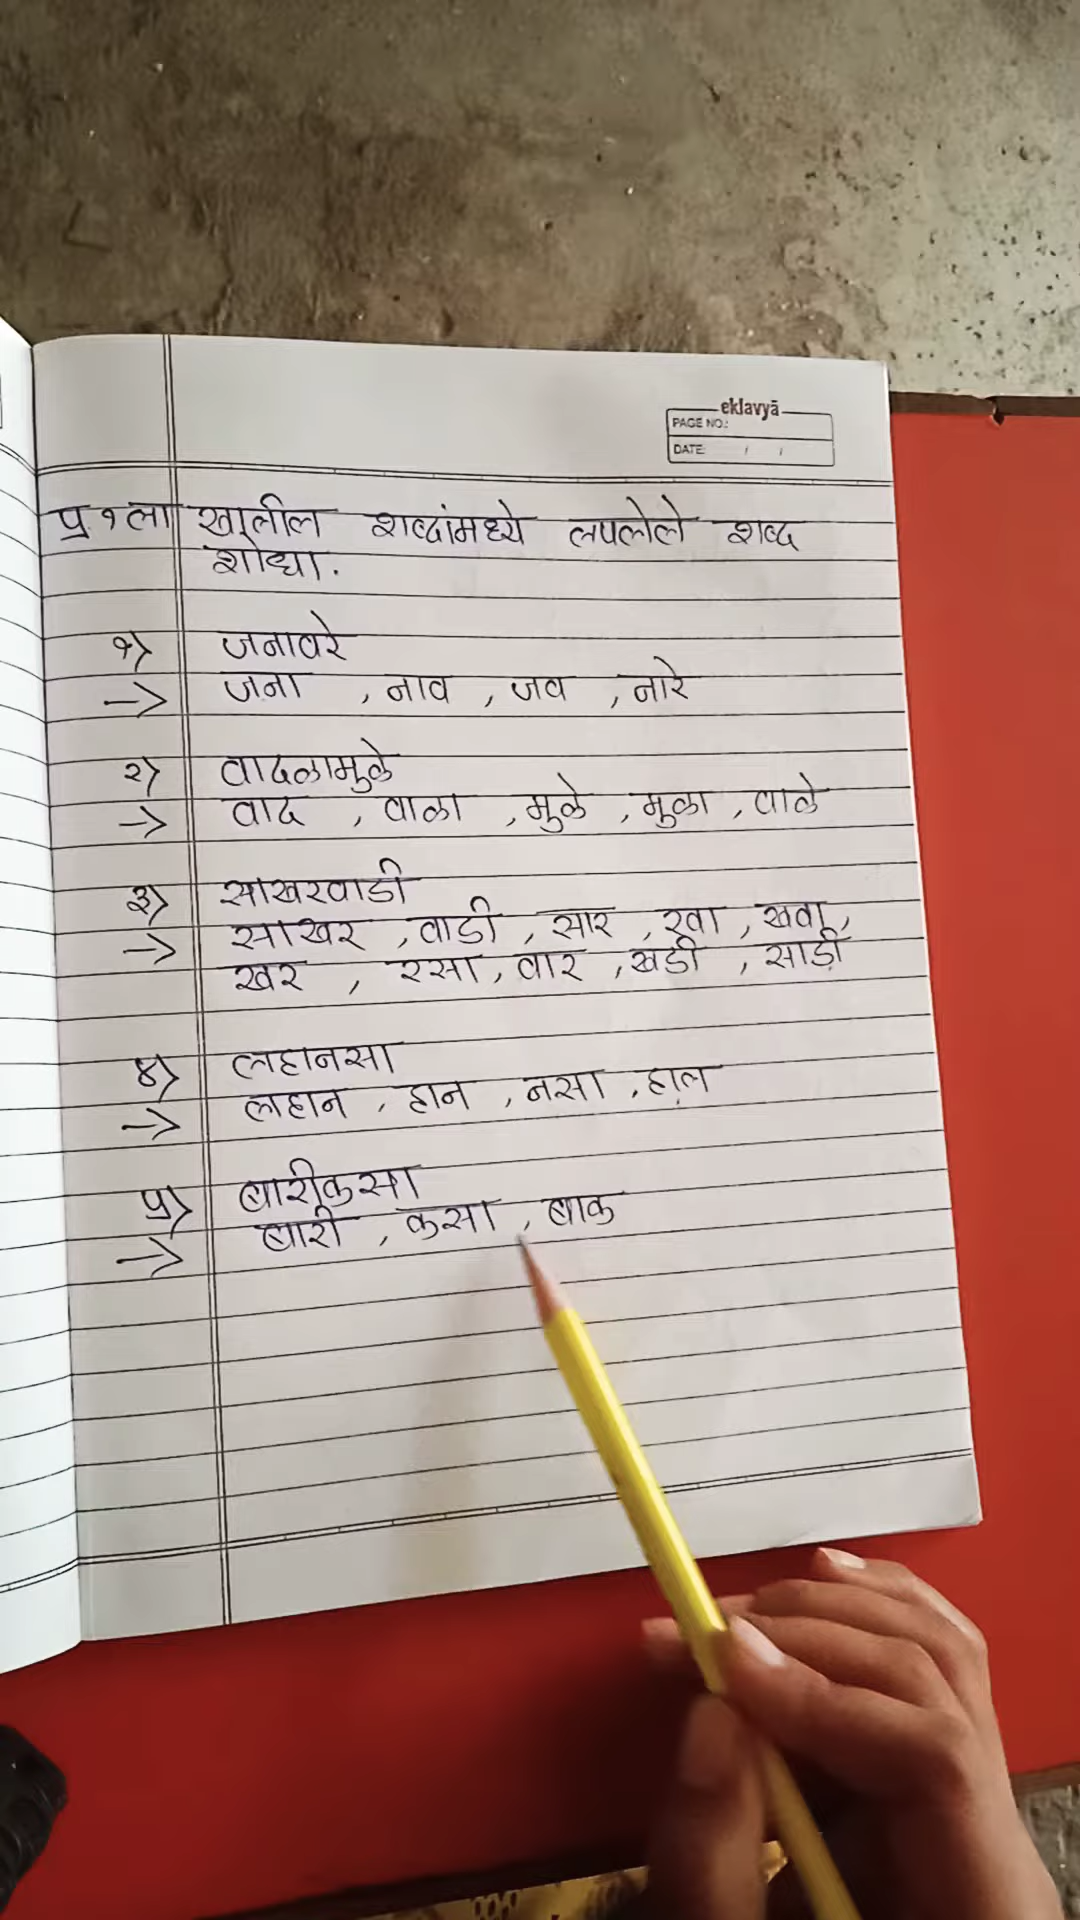 eklavyā
PAGE NO.:
DATE: / /
प्र १ला खालील शब्दांमध्ये लपलेले शब्द
शोधा.
१) जनावरे
→ जना , नाव , जव , नारे
२) वादळामुळे
→ वाद , वाळा , मुळे , मुळा , वाळे
३) साखरवाडी
→ साखर , वाडी , सार , रवा , खवा ,
खर , रसा , वार , खडी , साडी
४) लहानसा
→ लहान , हान , नसा , हाल
५) बारीकसा
→ बारी , कसा , बाक